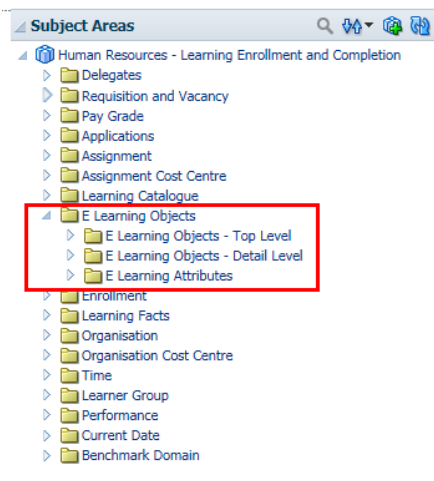 Subject Areas
Human Resources - Learning Enrollment and Completion
Delegates
Requisition and Vacancy
Pay Grade
Applications
Assignment
Assignment Cost Centre
Learning Catalogue
E Learning Objects
E Learning Objects - Top Level
E Learning Objects - Detail Level
E Learning Attributes
Enrollment
Learning Facts
Organisation
Organisation Cost Centre
Time
Learner Group
Performance
Current Date
Benchmark Domain